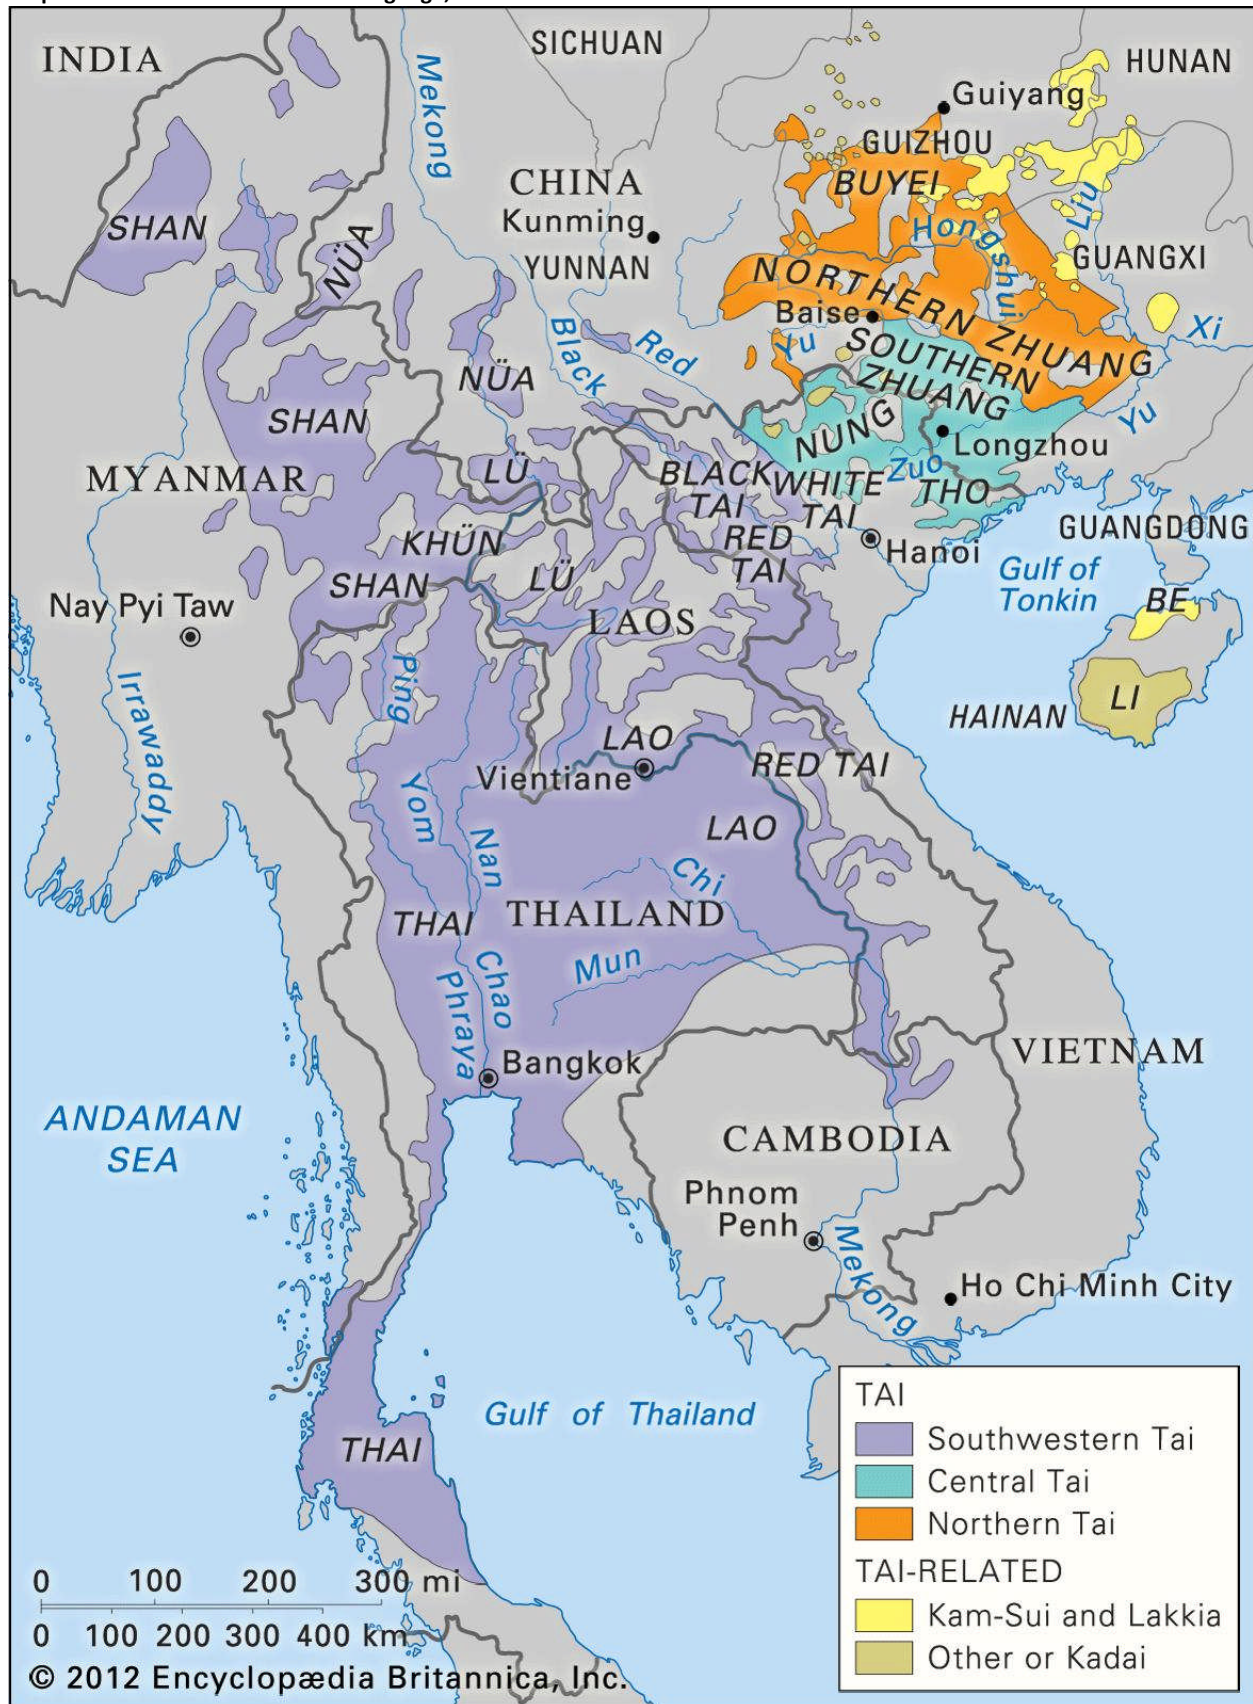 INDIA
SICHUAN
HUNAN
Mekong
Guiyang
GUIZHOU
CHINA
BUYEI
Kunming
Liu
SHAN
Hongshui
NÜA
YUNNAN
GUANGXI
NORTHERN ZHUANG
Baise
Xi
Black
Red
Yu
SOUTHERN
ZHUANG
NÜA
SHAN
NUNG
Yu
Longzhou
MYANMAR
LÜ
BLACK
TAI
WHITE
TAI
Zuo
THO
GUANGDONG
KHÜN
RED
TAI
Hanoi
SHAN
LÜ
Gulf of
Tonkin
BE
Nay Pyi Taw
LAOS
Ping
LI
Irrawaddy
HAINAN
LAO
Vientiane
RED TAI
Yom
Nan
LAO
Chi
THAI
THAILAND
Mun
Chao
Phraya
Bangkok
VIETNAM
ANDAMAN
SEA
CAMBODIA
Phnom
Penh
Mekong
Ho Chi Minh City
Gulf of Thailand
THAI
TAI
Southwestern Tai
Central Tai
Northern Tai
TAI-RELATED
Kam-Sui and Lakkia
Other or Kadai
0 100 200 300 mi
0 100 200 300 400 km
© 2012 Encyclopædia Britannica, Inc.